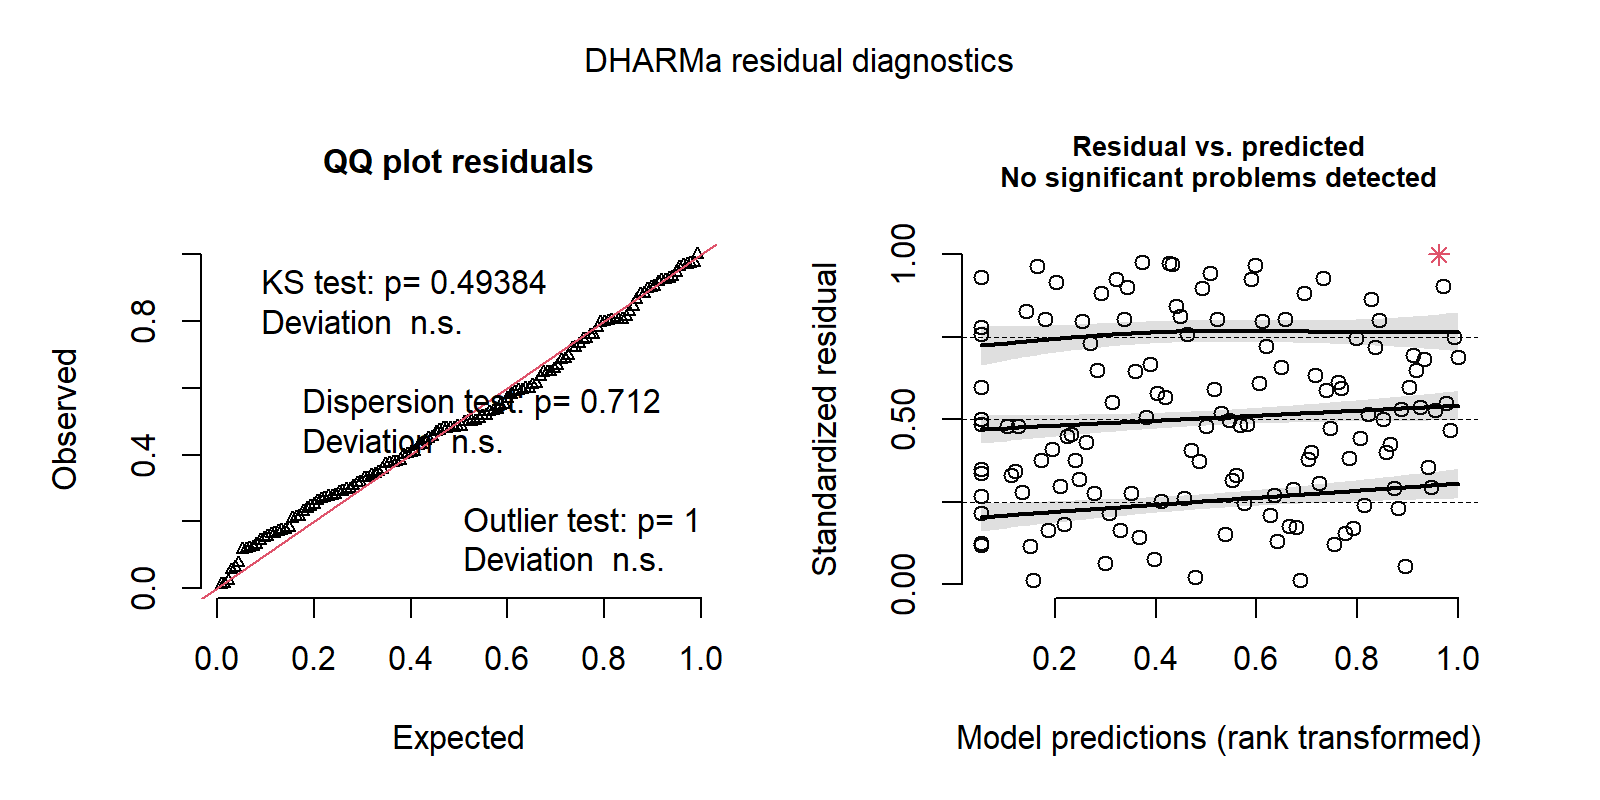 DHARMa residual diagnostics
QQ plot residuals
KS test: p= 0.49384
Deviation n.s.
Dispersion test: p= 0.712
Deviation n.s.
Outlier test: p= 1
Deviation n.s.
Observed
0.0
0.4
0.8
0.0 0.2 0.4 0.6 0.8 1.0
Expected
Residual vs. predicted
No significant problems detected
Standardized residual
0.00
0.50
1.00
0.2 0.4 0.6 0.8 1.0
Model predictions (rank transformed)